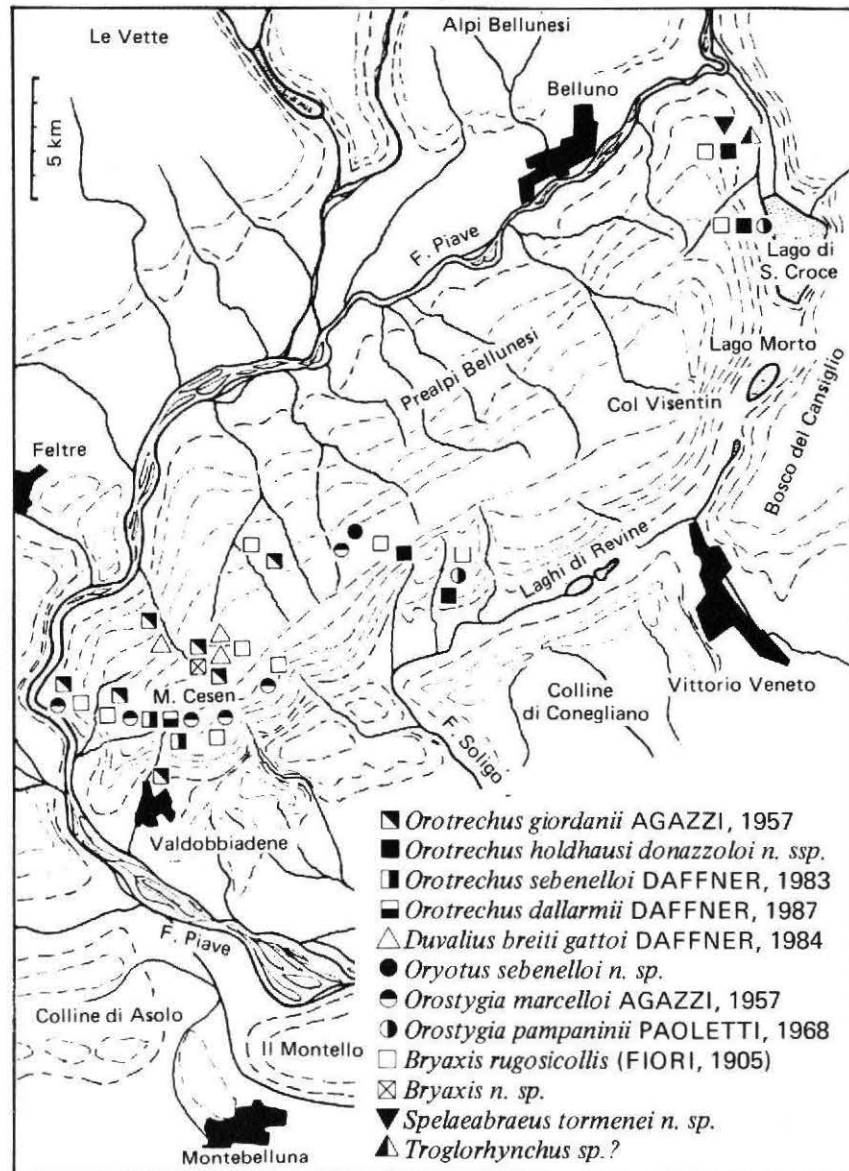 Le Vette
Alpi Bellunesi
Belluno
5 km
F. Piave
Lago di
S. Croce
Lago Morto
Prealpi Bellunesi
Col Visentin
Bosco del Cansiglio
Feltre
Laghi di Revine
M. Cesen
Vittorio Veneto
Colline
di Conegliano
F. Soligo
Valdobbiadene
F. Piave
Colline di Asolo
Il Montello
Montebelluna
Orotrechus giordanii AGAZZI, 1957
Orotrechus holdhausi donazzoloi n. ssp.
Orotrechus sebenelloi DAFFNER, 1983
Orotrechus dallarmii DAFFNER, 1987
Duvalius breiti gattoi DAFFNER, 1984
Oryotus sebenelloi n. sp.
Orostygia marcelloi AGAZZI, 1957
Orostygia pampaninii PAOLETTI, 1968
Bryaxis rugosicollis (FIORI, 1905)
Bryaxis n. sp.
Spelaeabraeus tormenei n. sp.
Troglorhynchus sp.?